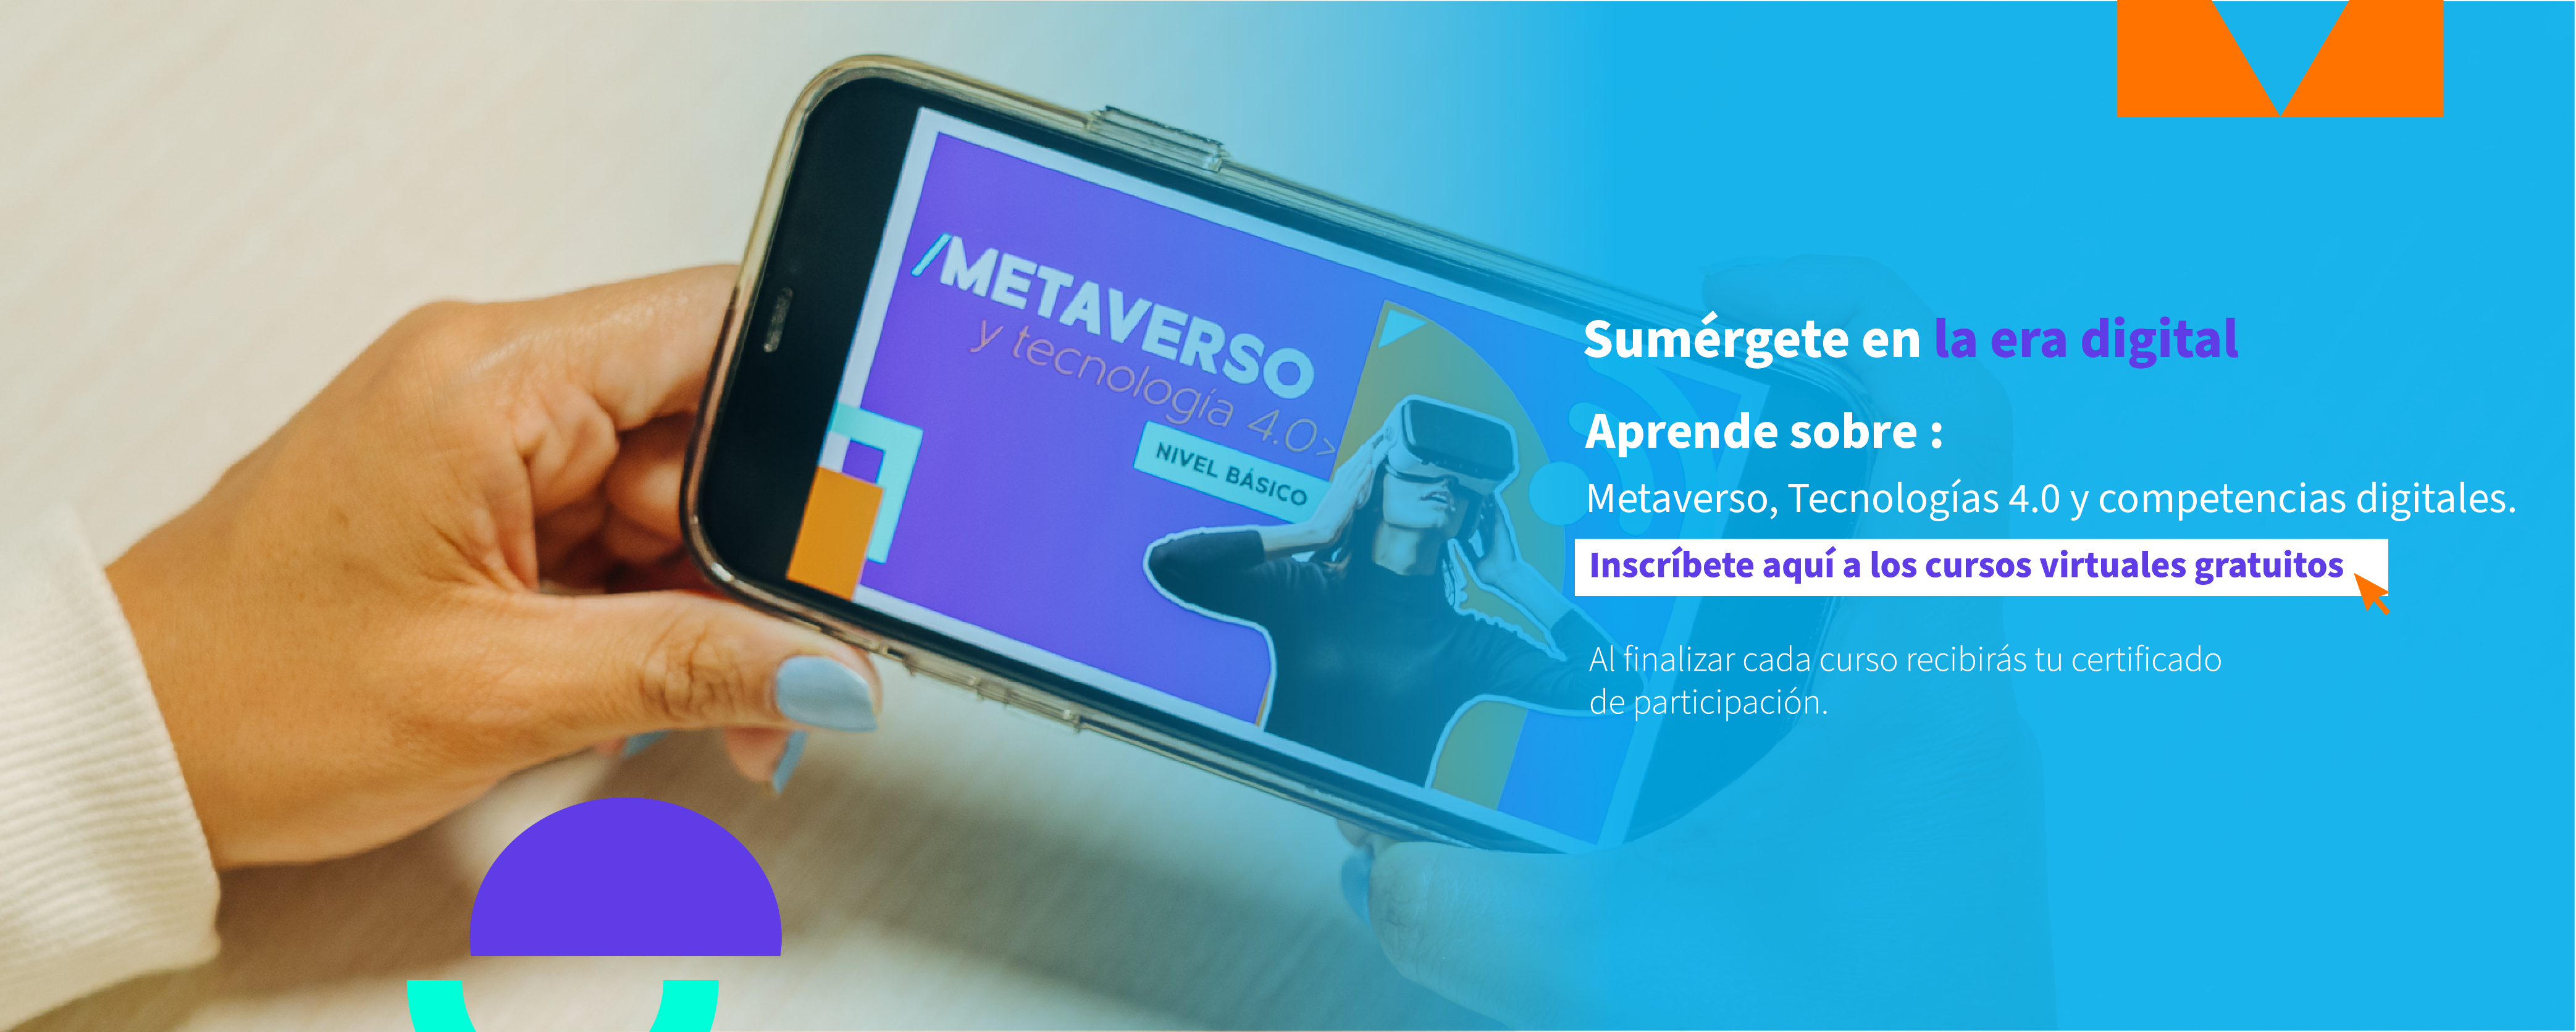 /METAVERSO
y tecnología 4.0>
NIVEL BÁSICO
Sumérgete en la era digital
Aprende sobre :
Metaverso, Tecnologías 4.0 y competencias digitales.
Inscríbete aquí a los cursos virtuales gratuitos
Al finalizar cada curso recibirás tu certificado
de participación.